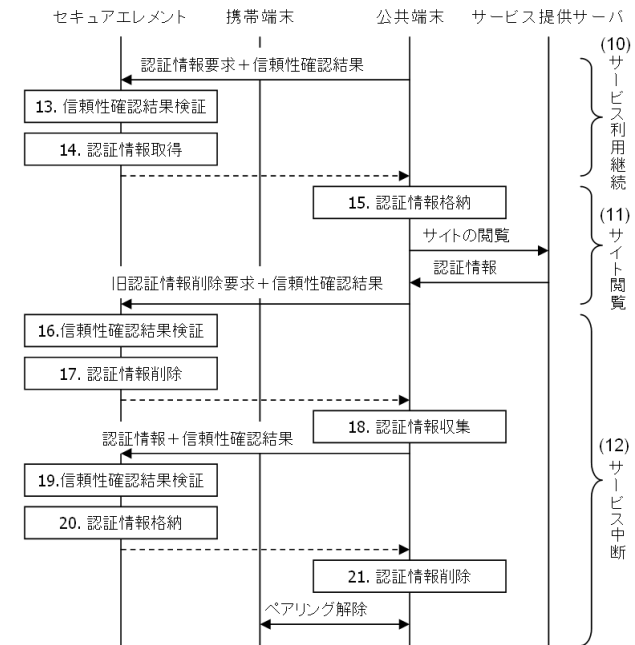 セキュアエレメント 携帯端末 公共端末 サービス提供サーバ
認証情報要求＋信頼性確認結果
(10)
サービス利用継続
13. 信頼性確認結果検証
14. 認証情報取得
15. 認証情報格納
(11)
サイト閲覧
サイトの閲覧
認証情報
旧認証情報削除要求＋信頼性確認結果
16.信頼性確認結果検証
17. 認証情報削除
18. 認証情報収集
認証情報＋信頼性確認結果
(12)
サービス中断
19.信頼性確認結果検証
20. 認証情報格納
21. 認証情報削除
ペアリング解除